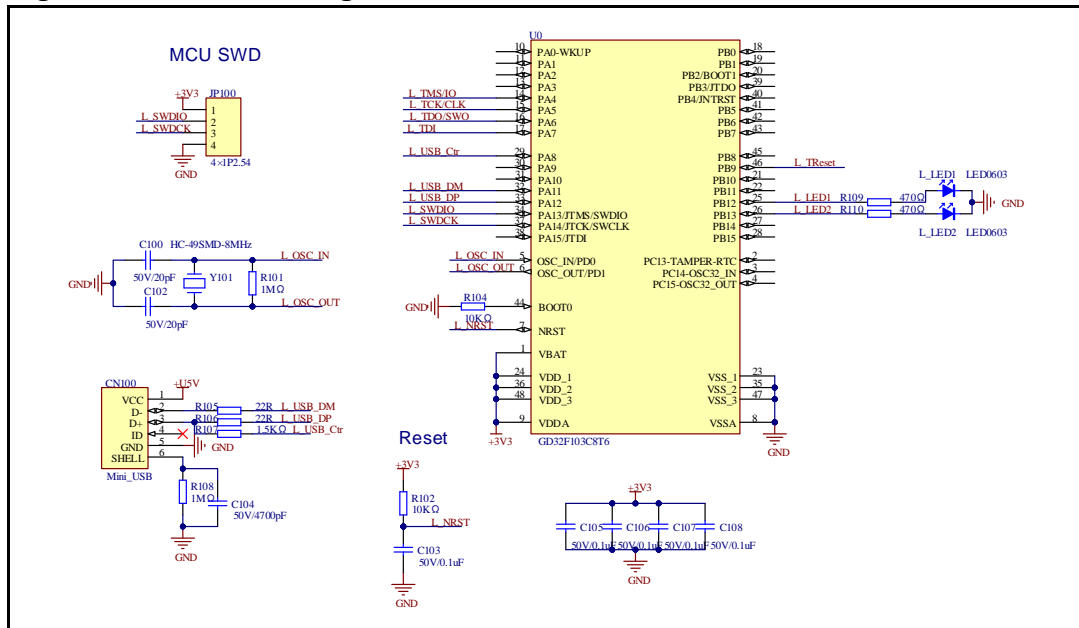 MCU SWD
+3V3
JP100
1
L_SWDIO 2
L_SWDCK 3
4
GND
4×1P2.54
C100 HC-49SMD-8MHz
L_OSC_IN
50V/20pF
GND
Y101
R101
1MΩ
C102
L_OSC_OUT
50V/20pF
CN100
+U5V
VCC 1
D- 2 R105 22R L_USB_DM
D+ 3 R106 22R L_USB_DP
ID 4 R107 1.5KΩ L_USB_Ctr
GND 5 GND
SHELL 6
Mini_USB
R108
1MΩ
C104
50V/4700pF
GND
U0
10 PA0-WKUP
11 PA1
12 PA2
13 PA3
L_TMS/IO 14 PA4
L_TCK/CLK 15 PA5
L_TDO/SWO 16 PA6
L_TDI 17 PA7
L_USB_Ctr 29 PA8
30 PA9
31 PA10
L_USB_DM 32 PA11
L_USB_DP 33 PA12
L_SWDIO 34 PA13/JTMS/SWDIO
L_SWDCK 37 PA14/JTCK/SWCLK
38 PA15/JTDI
L_OSC_IN 5 OSC_IN/PD0
L_OSC_OUT 6 OSC_OUT/PD1
R104
GND 44 BOOT0
10KΩ
L_NRST 7 NRST
1 VBAT
24 VDD_1
36 VDD_2
48 VDD_3
9 VDDA
+3V3
GD32F103C8T6
PB0 18
PB1 19
PB2/BOOT1 20
PB3/JTDO 39
PB4/JNTRST 40
PB5 41
PB6 42
PB7 43
PB8 45
PB9 46 L_TReset
PB10 21
PB11 22
PB12 25 L_LED1 R109 470Ω
PB13 26 L_LED2 R110 470Ω
PB14 27
PB15 28
L_LED1 LED0603
GND
L_LED2 LED0603
PC13-TAMPER-RTC 2
PC14-OSC32_IN 3
PC15-OSC32_OUT 4
VSS_1 23
VSS_2 35
VSS_3 47
VSSA 8
GND
Reset
+3V3
R102
10KΩ
L_NRST
C103
50V/0.1uF
GND
+3V3
C105 C106 C107 C108
50V/0.1uF 50V/0.1uF 50V/0.1uF 50V/0.1uF
GND